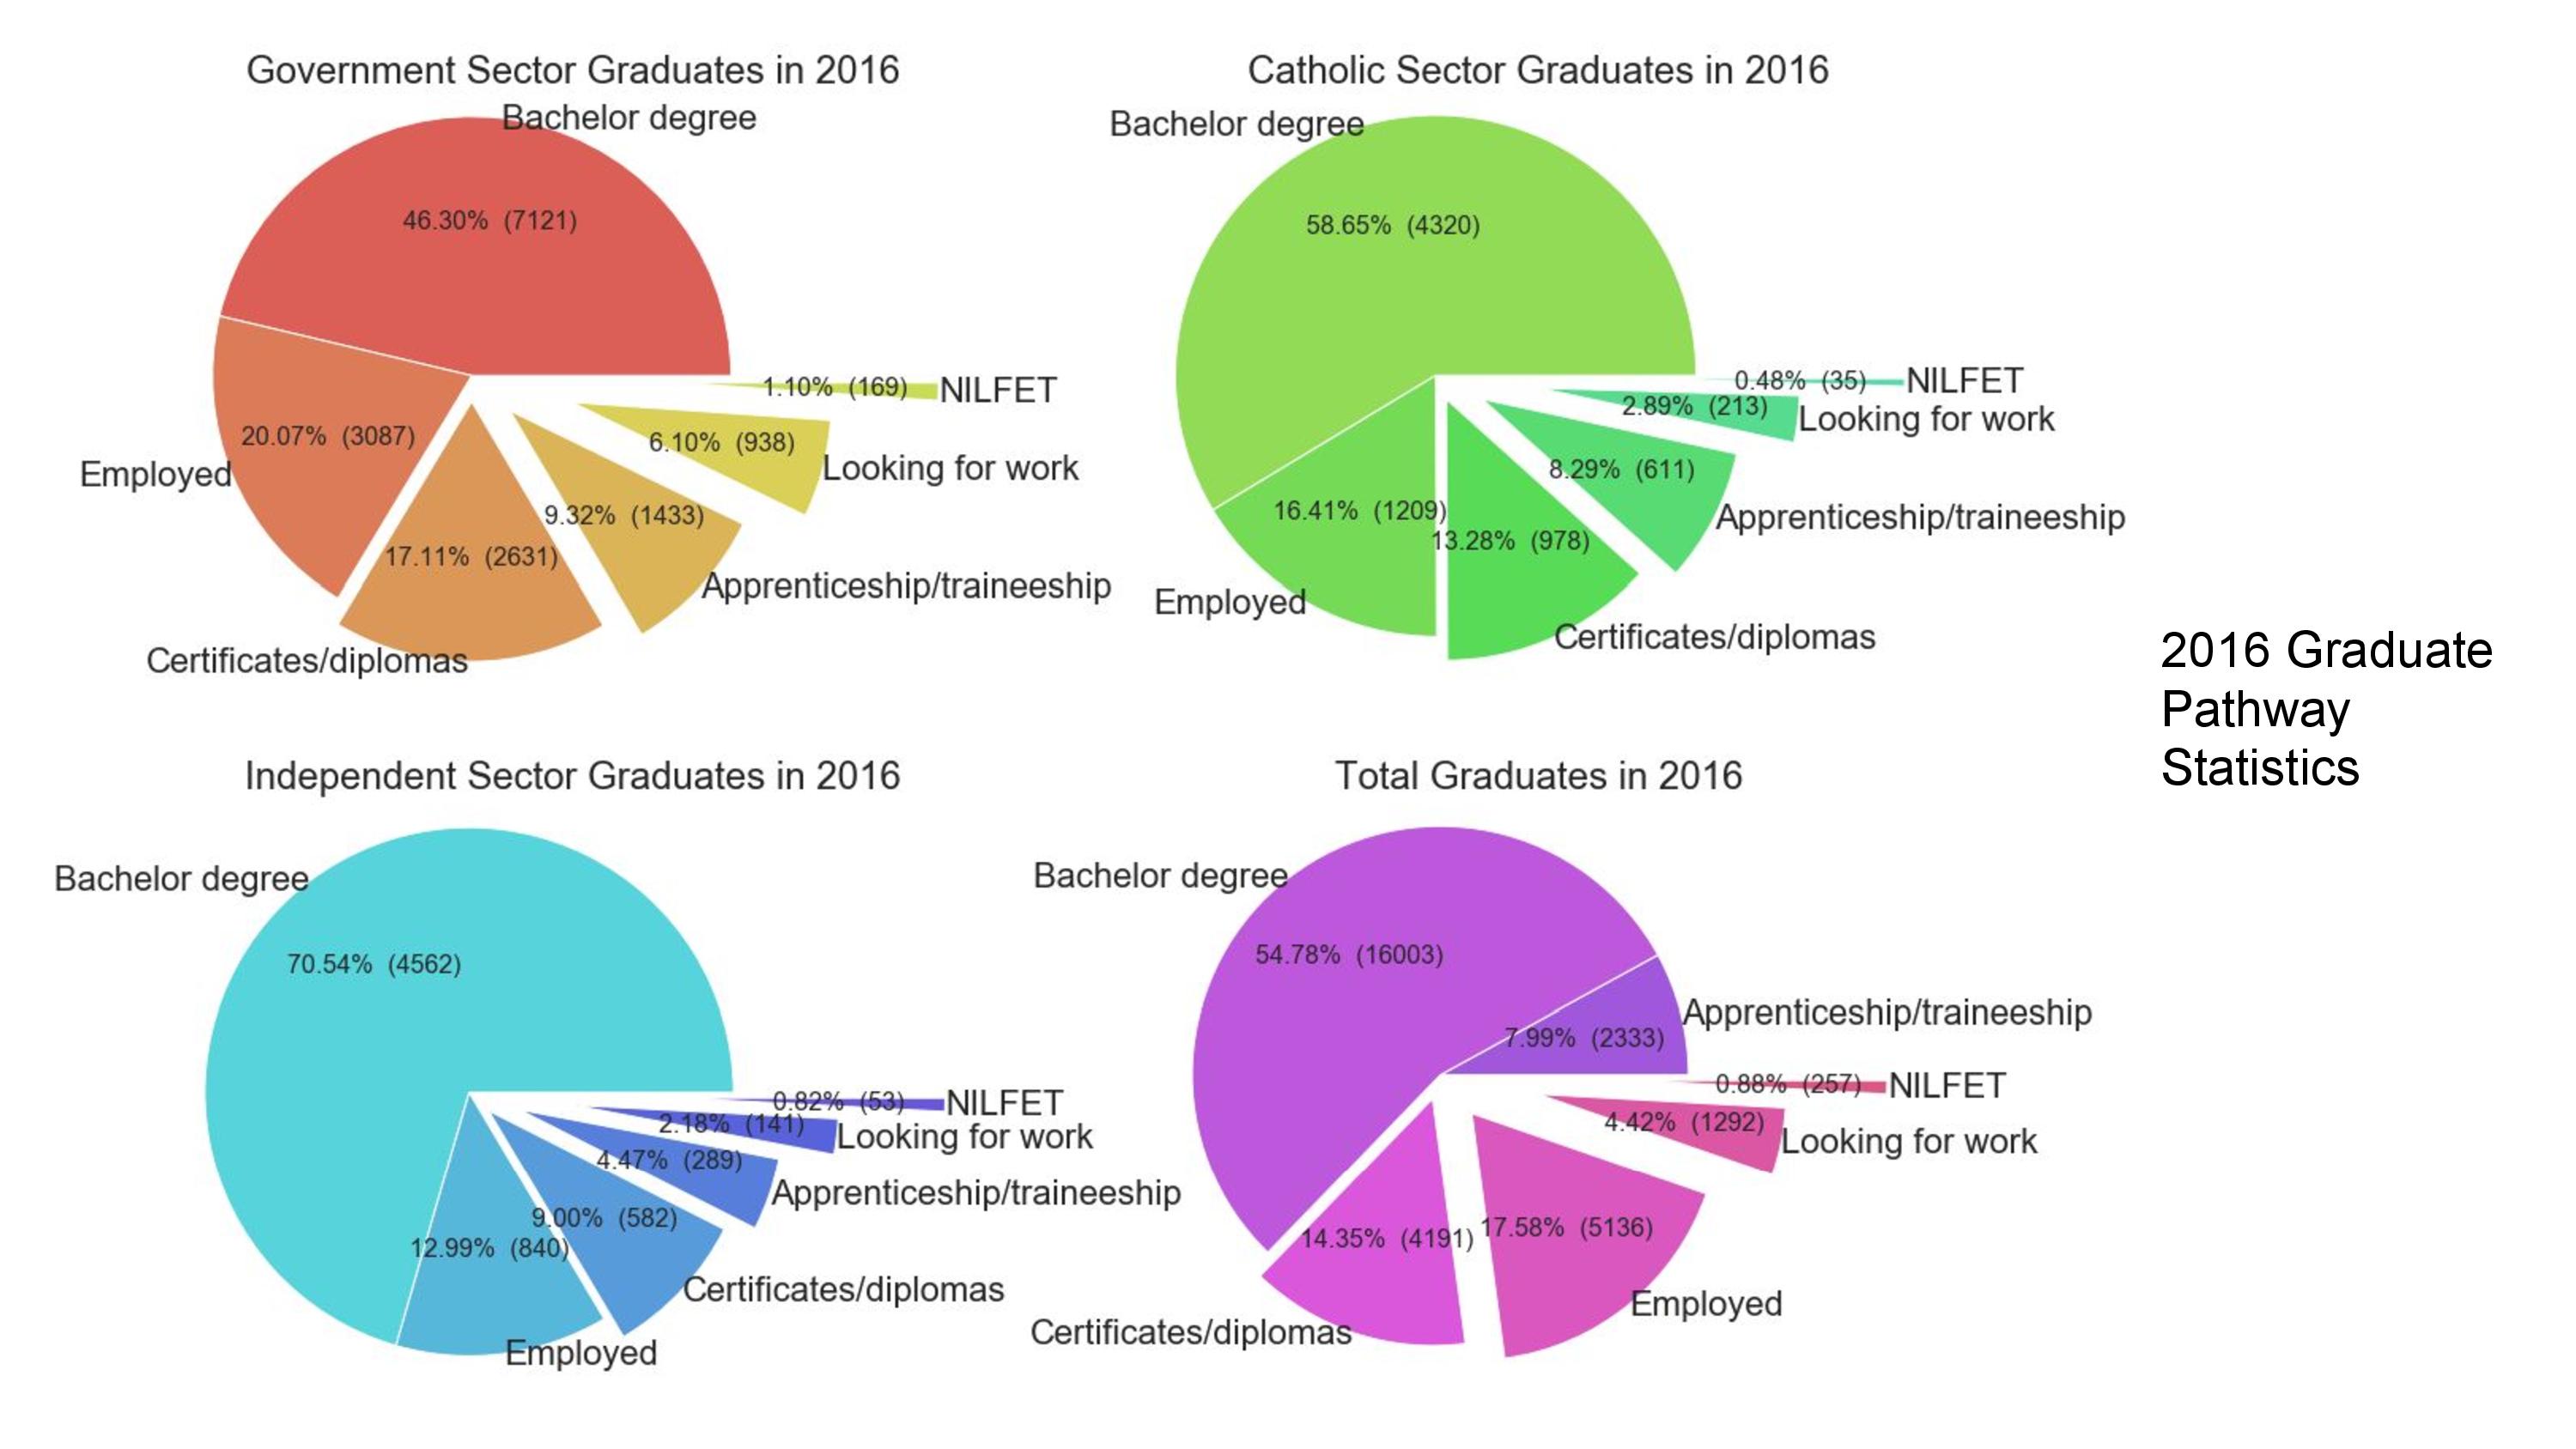 Government Sector Graduates in 2016
Bachelor degree
46.30% (7121)
1.10% (169)
NILFET
20.07% (3087)
6.10% (938)
Employed
Looking for work
9.32% (1433)
17.11% (2631)
Apprenticeship/traineeship
Certificates/diplomas
Catholic Sector Graduates in 2016
Bachelor degree
58.65% (4320)
0.48% (35)
NILFET
2.89% (213)
Looking for work
8.29% (611)
16.41% (1209)
Apprenticeship/traineeship
13.28% (978)
Employed
Certificates/diplomas
2016 Graduate
Pathway
Statistics
Independent Sector Graduates in 2016
Bachelor degree
70.54% (4562)
0.82% (53)
NILFET
2.18% (141)
Looking for work
4.47% (289)
Apprenticeship/traineeship
9.00% (582)
12.99% (840)
Certificates/diplomas
Employed
Total Graduates in 2016
Bachelor degree
54.78% (16003)
Apprenticeship/traineeship
7.99% (2333)
0.88% (257)
NILFET
4.42% (1292)
Looking for work
17.58% (5136)
14.35% (4191)
Employed
Certificates/diplomas